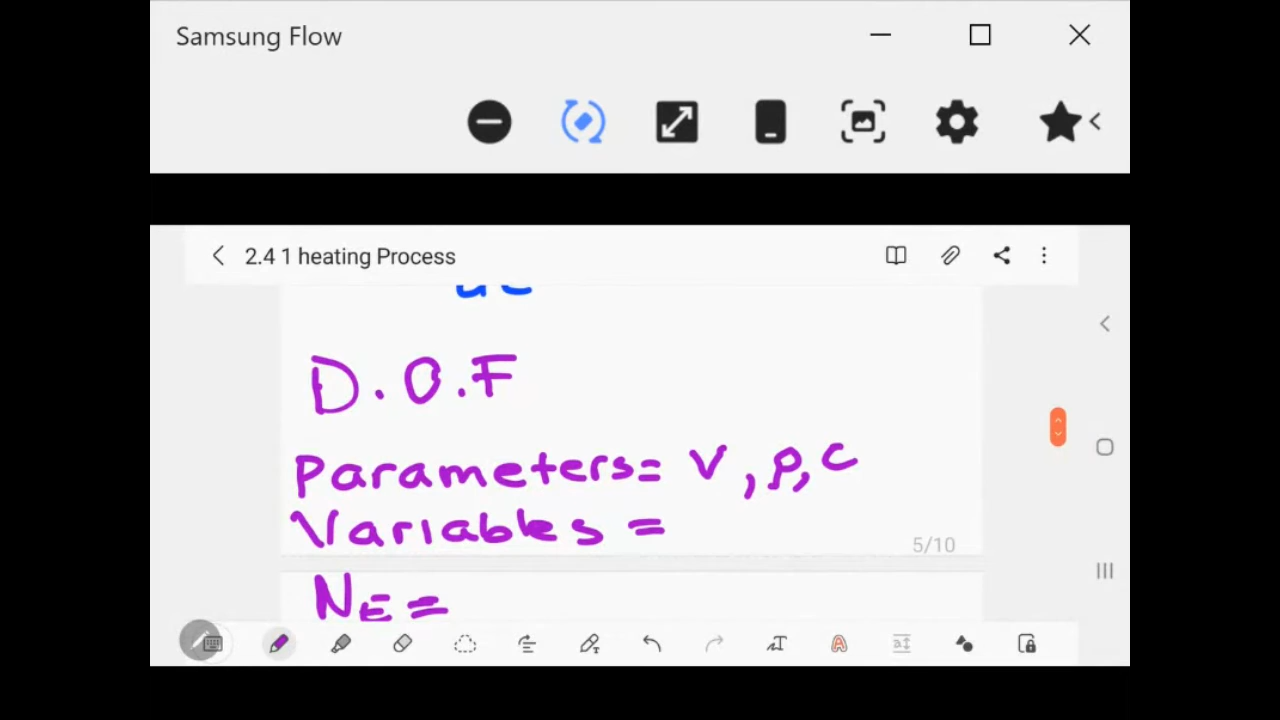 Samsung Flow
2.4 1 heating Process
D.O.F
Parameters = V, ρ, C
Variables =
5/10
NE =